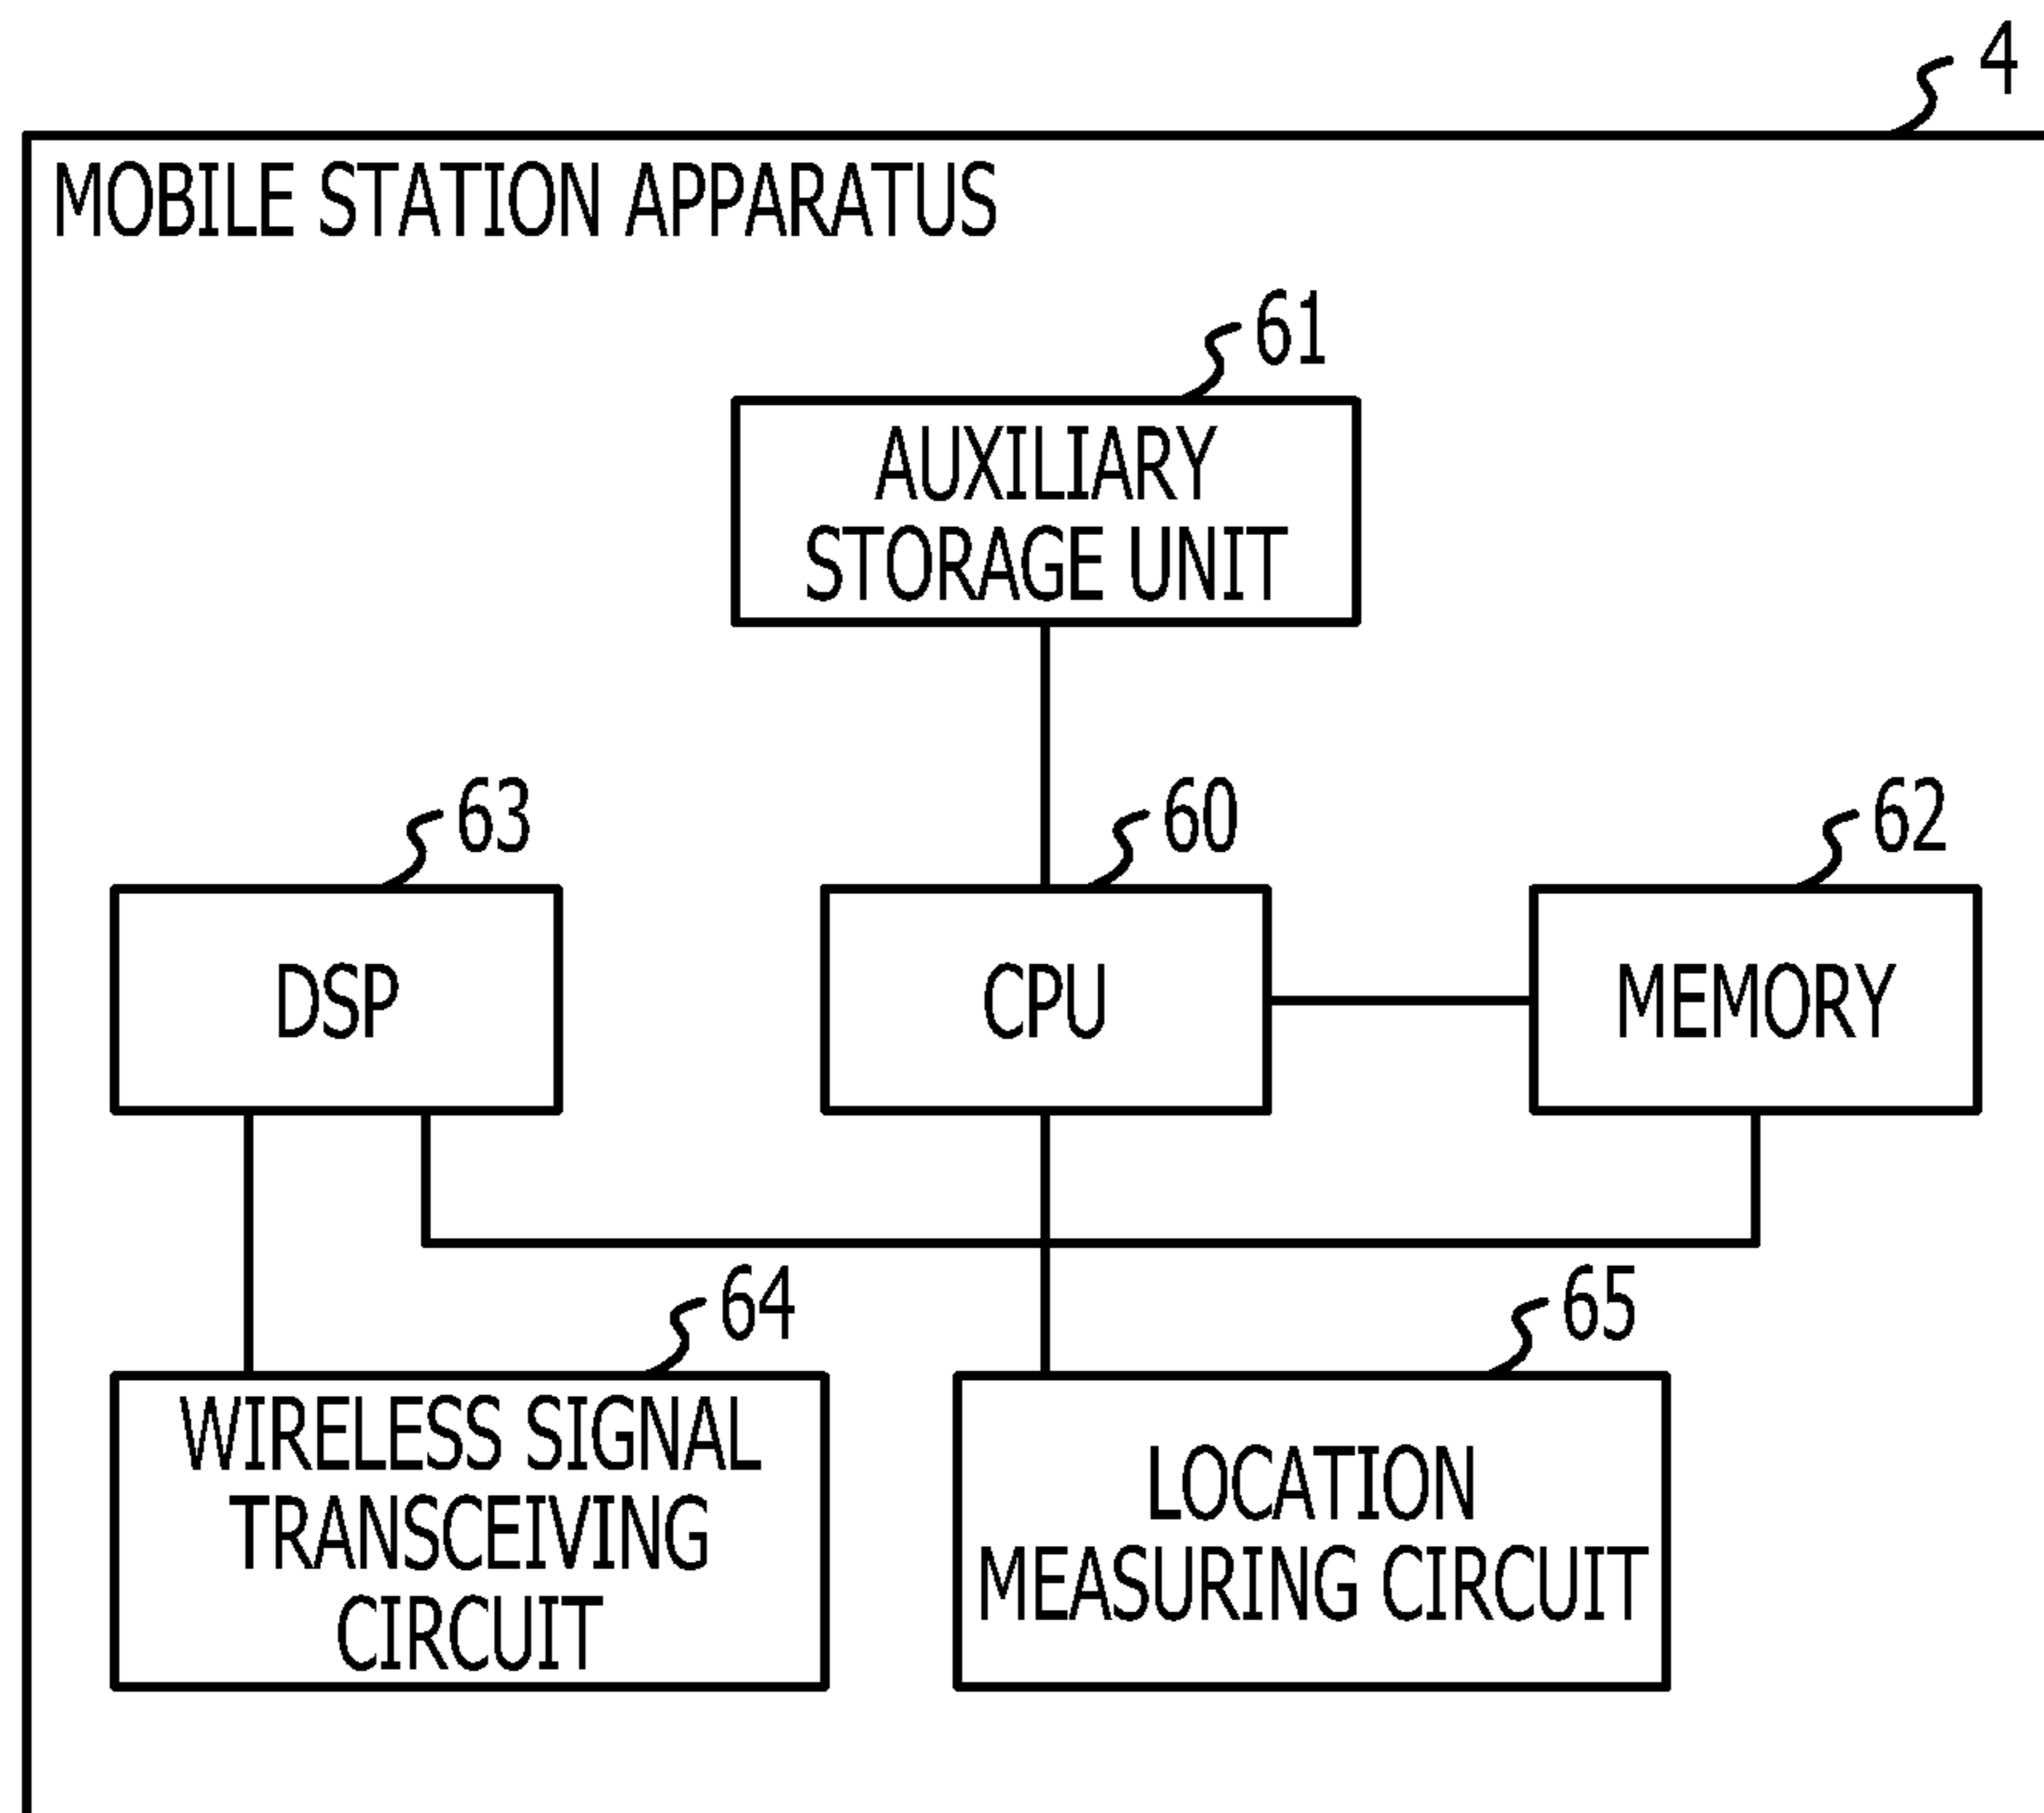 4
MOBILE STATION APPARATUS
61
AUXILIARY
STORAGE UNIT
63
60
62
DSP
CPU
MEMORY
64
65
WIRELESS SIGNAL
TRANSCEIVING
CIRCUIT
LOCATION
MEASURING CIRCUIT